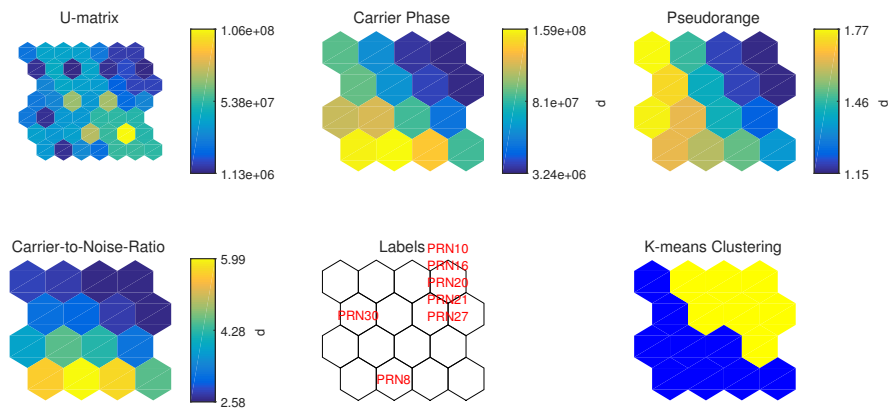 U-matrix
1.06e+08
5.38e+07
1.13e+06
Carrier Phase
1.59e+08
8.1e+07
3.24e+06
d
Pseudorange
1.77
1.46
1.15
d
Carrier-to-Noise-Ratio
5.99
4.28
2.58
d
Labels
PRN10
PRN16
PRN20
PRN21
PRN30
PRN27
PRN8
K-means Clustering